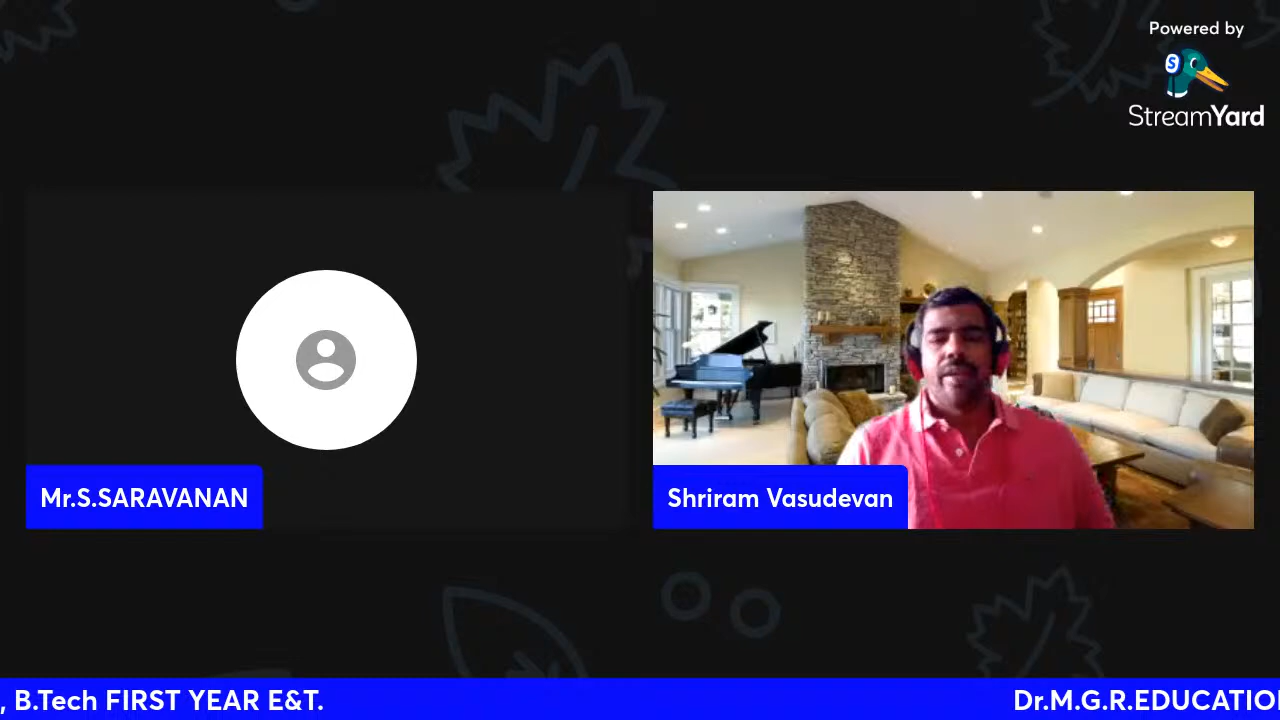 Powered by
StreamYard
Mr.S.SARAVANAN
Shriram Vasudevan
, B.Tech FIRST YEAR E&T.
Dr.M.G.R.EDUCATIO